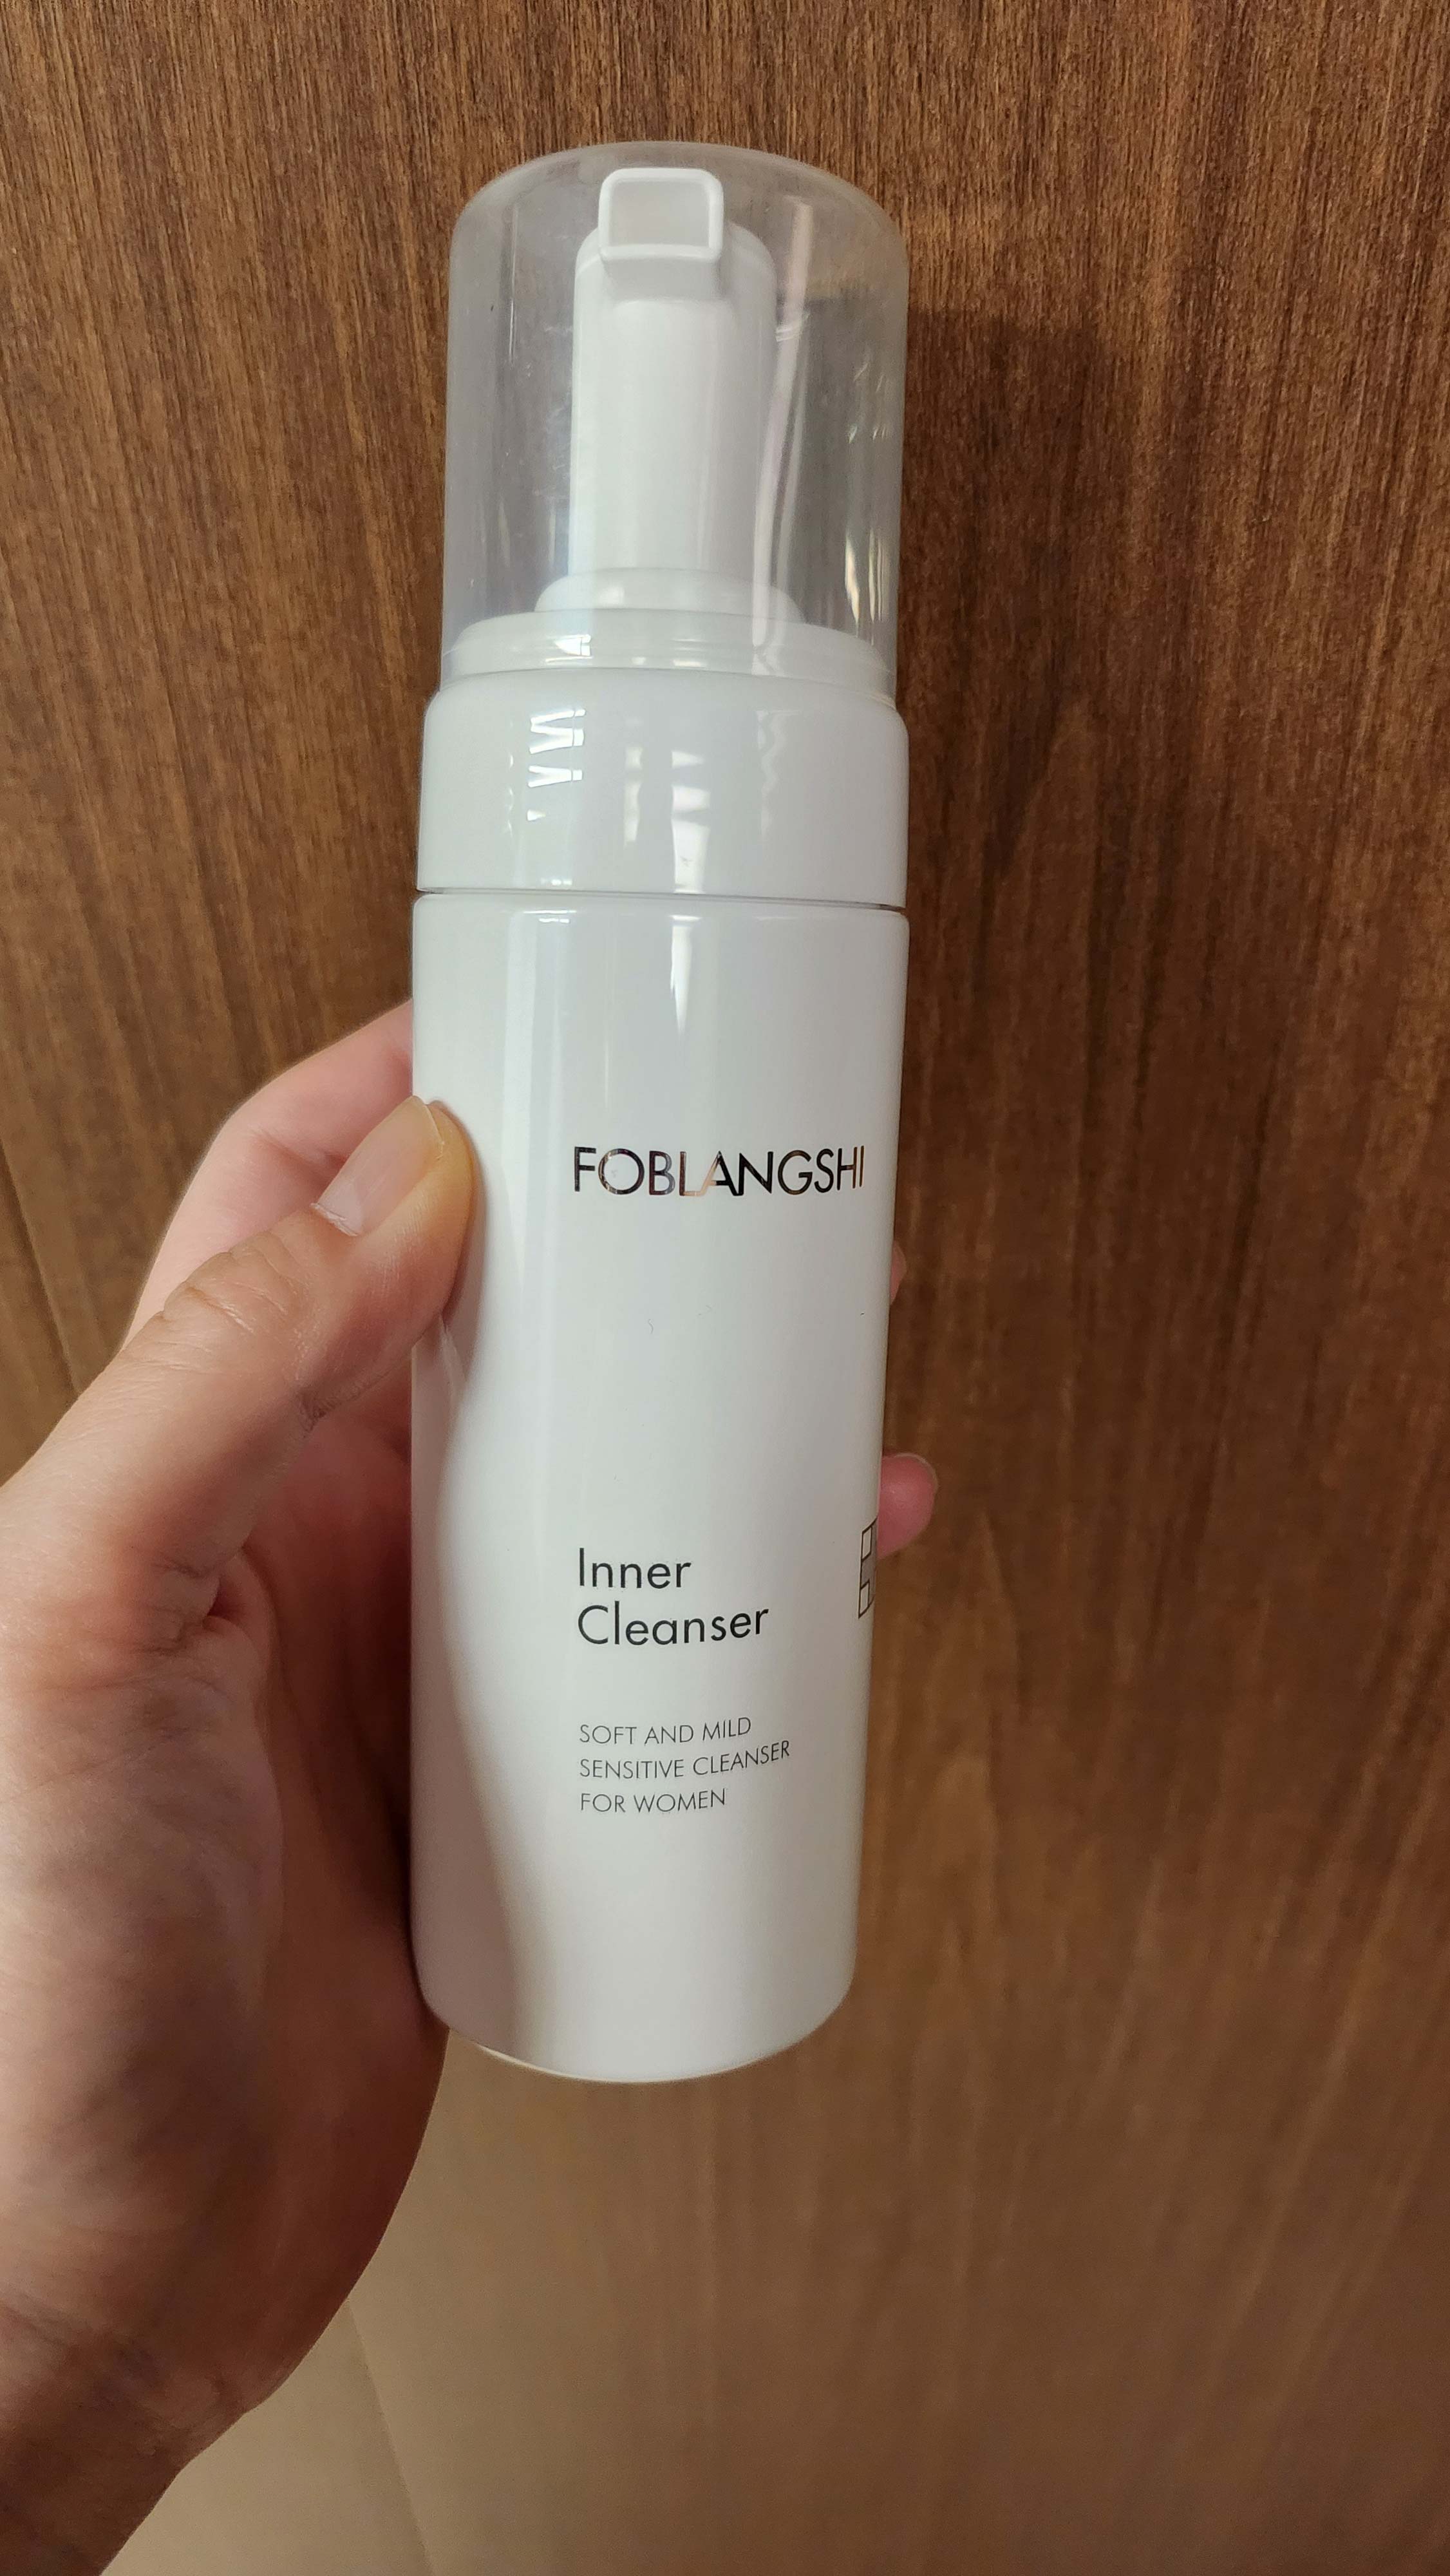 FOBLANGSHI
Inner
Cleanser
SOFT AND MILD
SENSITIVE CLEANSER
FOR WOMEN